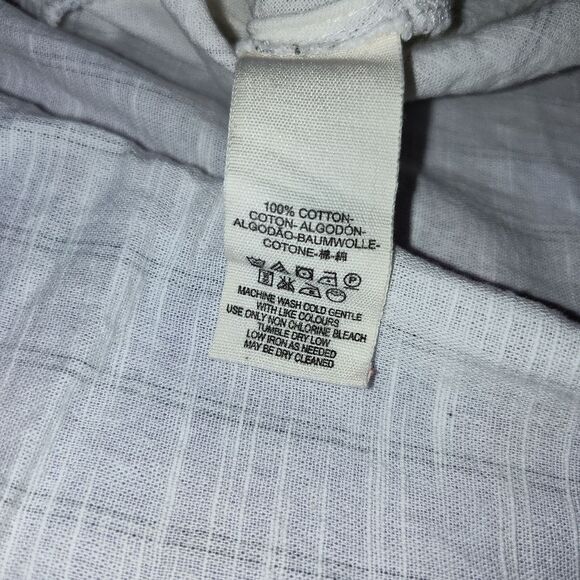 100% COTTON-
COTON- ALGODÓN-
ALGODÃO-BAUMWOLLE-
COTONE-棉-綿
P
MACHINE WASH COLD GENTLE
WITH LIKE COLOURS
USE ONLY NON CHLORINE BLEACH
TUMBLE DRY LOW
LOW IRON AS NEEDED
MAY BE DRY CLEANED